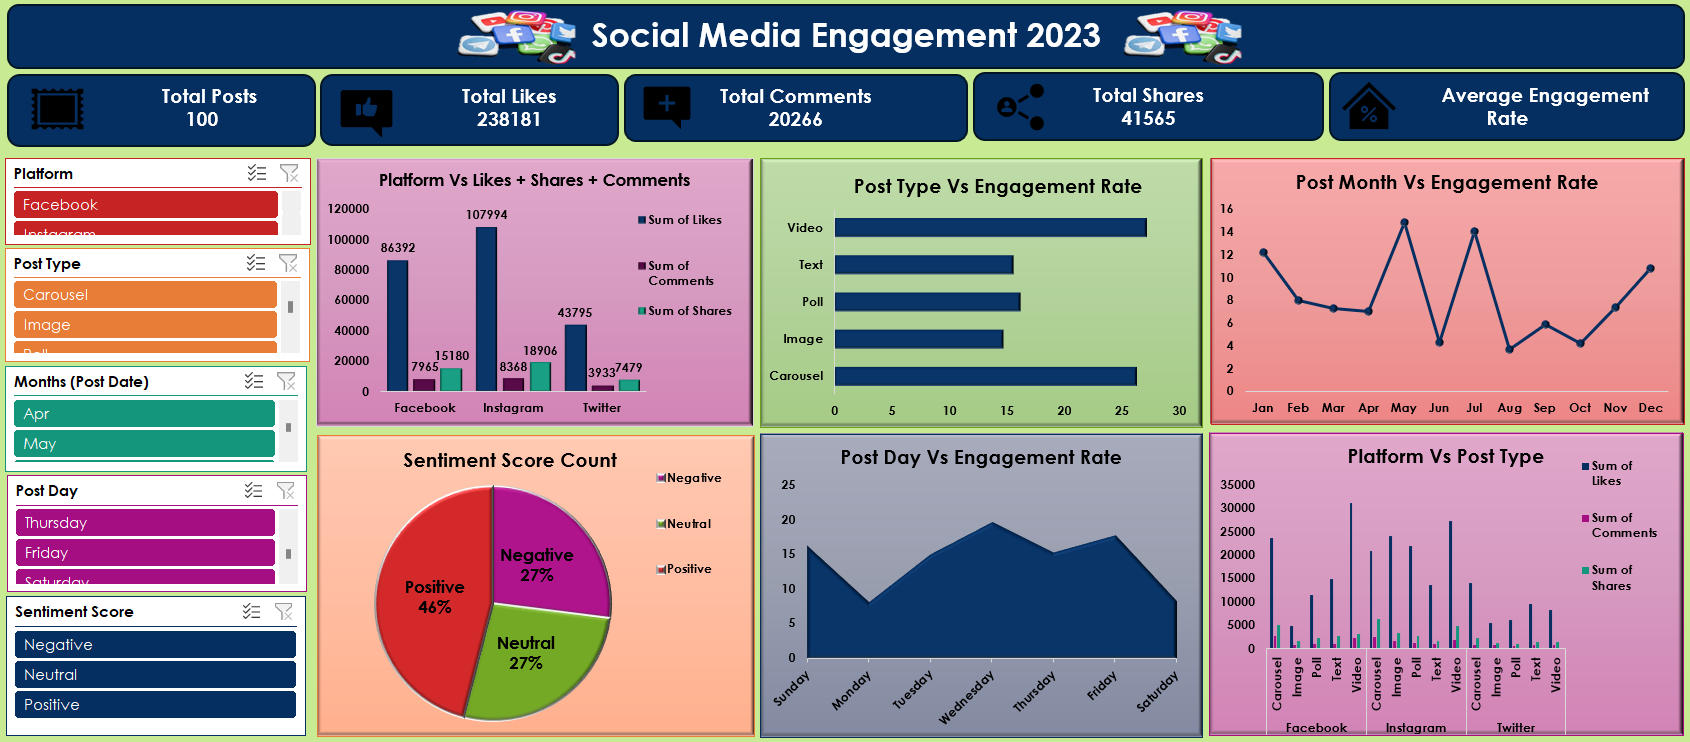 Social Media Engagement 2023
Total Posts
100
Total Likes
238181
Total Comments
20266
Total Shares
41565
Average Engagement
Rate
Platform
Facebook
Instagram
Post Type
Carousel
Image
Poll
Months (Post Date)
Apr
May
Post Day
Thursday
Friday
Saturday
Sentiment Score
Negative
Neutral
Positive
Platform Vs Likes + Shares + Comments
120000
100000
80000
60000
40000
20000
0
86392
7965
15180
107994
8368
18906
43795
3933
7479
Facebook
Instagram
Twitter
Sum of Likes
Sum of
Comments
Sum of Shares
Post Type Vs Engagement Rate
Video
Text
Poll
Image
Carousel
0 5 10 15 20 25 30
Post Month Vs Engagement Rate
16
14
12
10
8
6
4
2
0
Jan Feb Mar Apr May Jun Jul Aug Sep Oct Nov Dec
Sentiment Score Count
Negative
27%
Neutral
27%
Positive
46%
Negative
Neutral
Positive
Post Day Vs Engagement Rate
25
20
15
10
5
0
Sunday
Monday
Tuesday
Wednesday
Thursday
Friday
Saturday
Platform Vs Post Type
35000
30000
25000
20000
15000
10000
5000
0
Carousel
Image
Poll
Text
Video
Carousel
Image
Poll
Text
Video
Carousel
Image
Poll
Text
Video
Facebook
Instagram
Twitter
Sum of
Likes
Sum of
Comments
Sum of
Shares